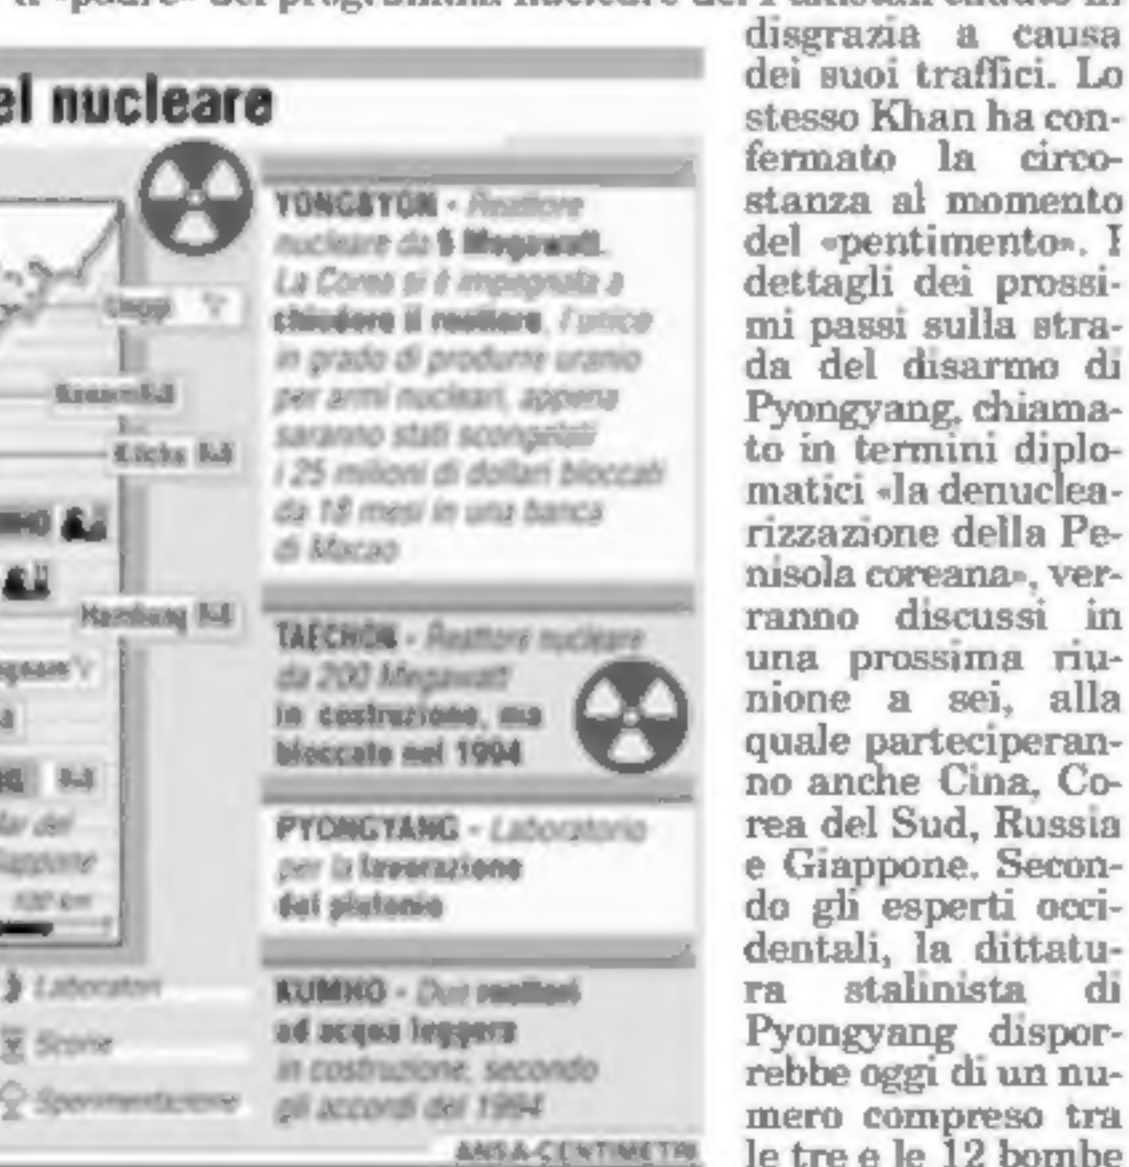 disgrazia a causa
dei suoi traffici. Lo
stesso Khan ha con-
fermato la circo-
stanza al momento
del «pentimento». I
dettagli dei prossi-
mi passi sulla stra-
da del disarmo di
Pyongyang, chiama-
to in termini diplo-
matici «la denuclea-
rizzazione della Pe-
nisola coreana», ver-
ranno discussi in
una prossima riu-
nione a sei, alla
quale parteciperan-
no anche Cina, Co-
rea del Sud, Russia
e Giappone. Secon-
do gli esperti occi-
dentali, la dittatu-
ra stalinista di
Pyongyang dispor-
rebbe oggi di un nu-
mero compreso tra
le tre e le 12 bombe
el nucleare
YONGBYON - Reattore
nucleare da 5 Megawatt.
La Corea si è impegnata a
chiudere il reattore, l'unico
in grado di produrre uranio
per armi nucleari, appena
saranno stati scongelati
i 25 milioni di dollari bloccati
da 18 mesi in una banca
di Macao
TAECHON - Reattore nucleare
da 200 Megawatt
in costruzione, ma
bloccato nel 1994
PYONGYANG - Laboratorio
per la lavorazione
del plutonio
KUMHO - Due reattori
ad acqua leggera
in costruzione, secondo
gli accordi del 1994
Hamhung
Mar del
Giappone
100 km
Laboratori
Scorie
Sperimentazione
ANSA-CENTIMETRI